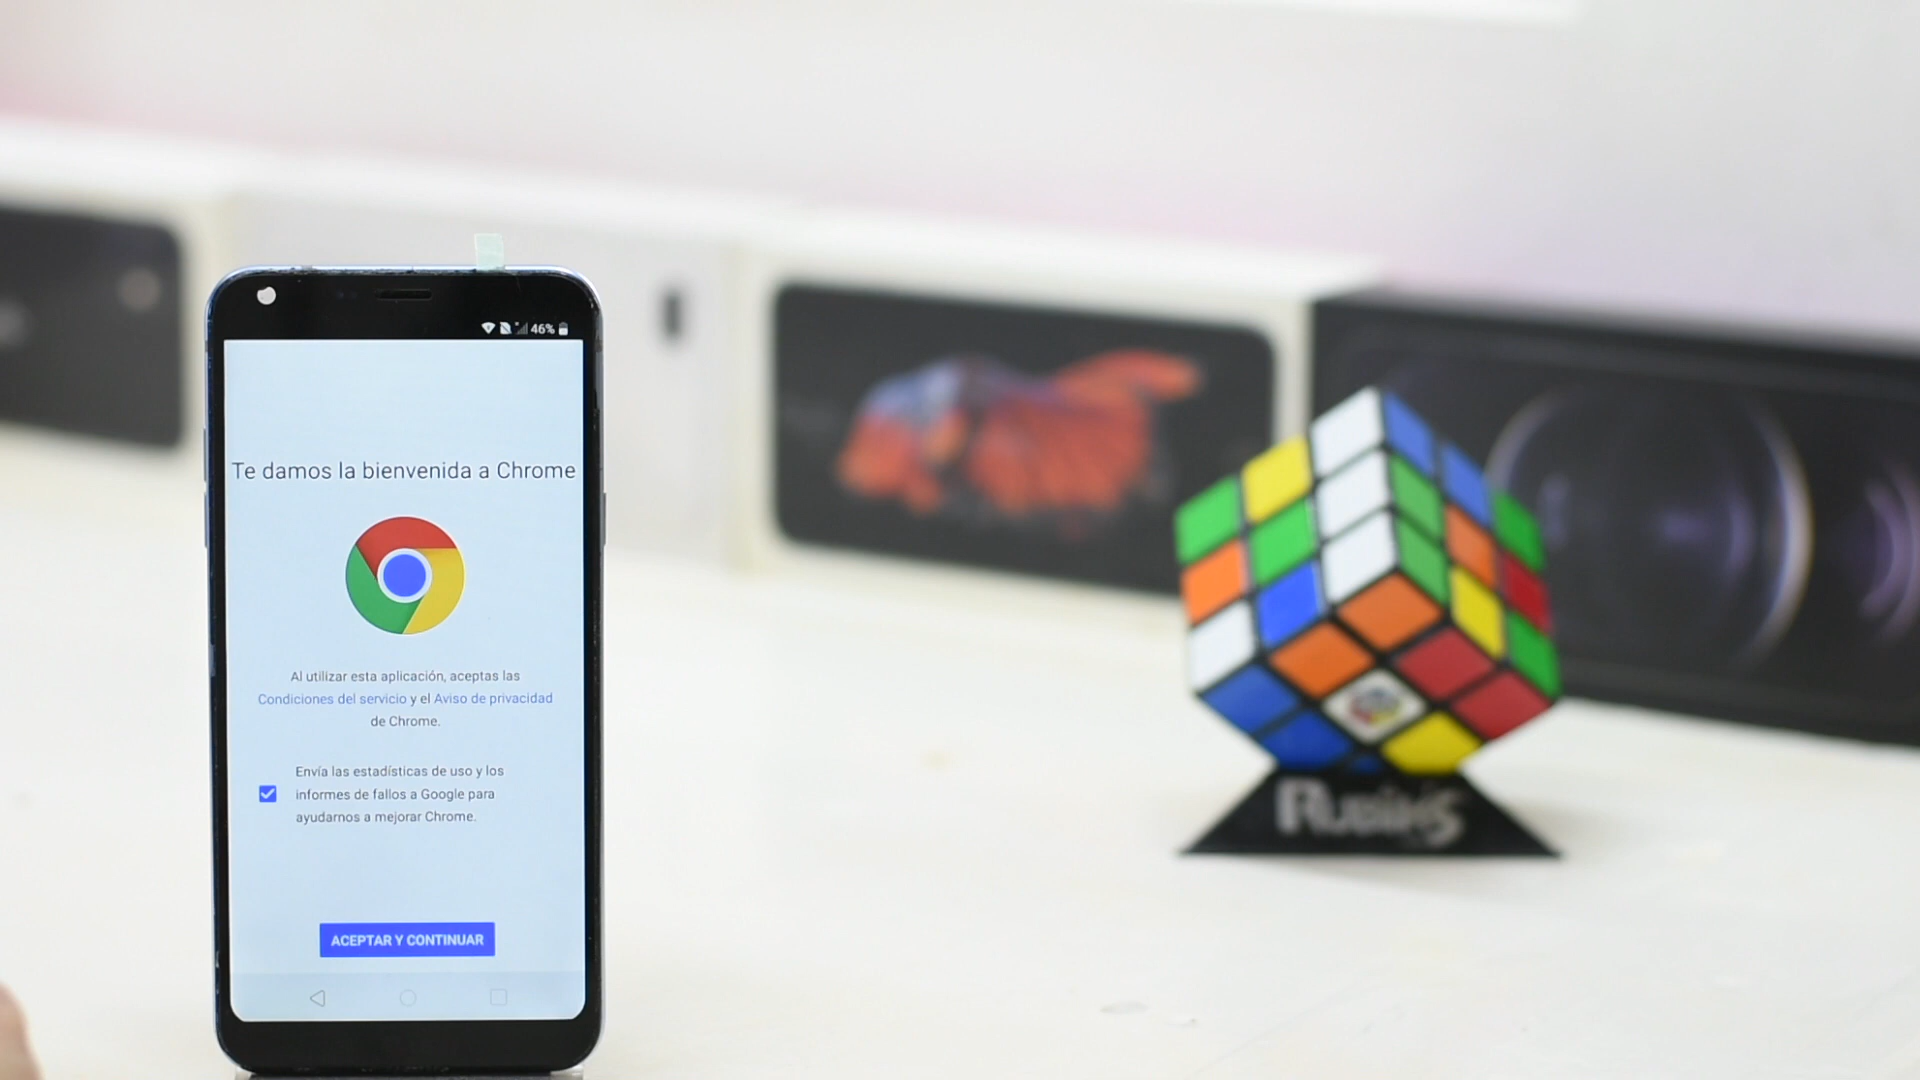 46%
Te damos la bienvenida a Chrome
Al utilizar esta aplicación, aceptas las
Condiciones del servicio y el Aviso de privacidad
de Chrome.
Envía las estadísticas de uso y los
informes de fallos a Google para
ayudarnos a mejorar Chrome.
ACEPTAR Y CONTINUAR
RUBIK'S